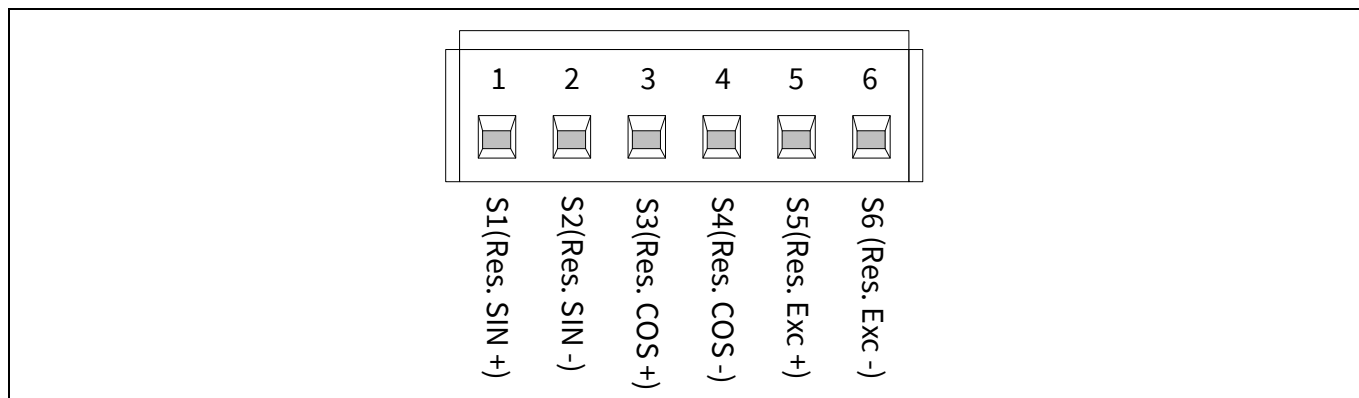 1 2 3 4 5 6
S1(Res. SIN +)
S2(Res. SIN -)
S3(Res. COS +)
S4(Res. COS -)
S5(Res. Exc +)
S6 (Res. Exc -)